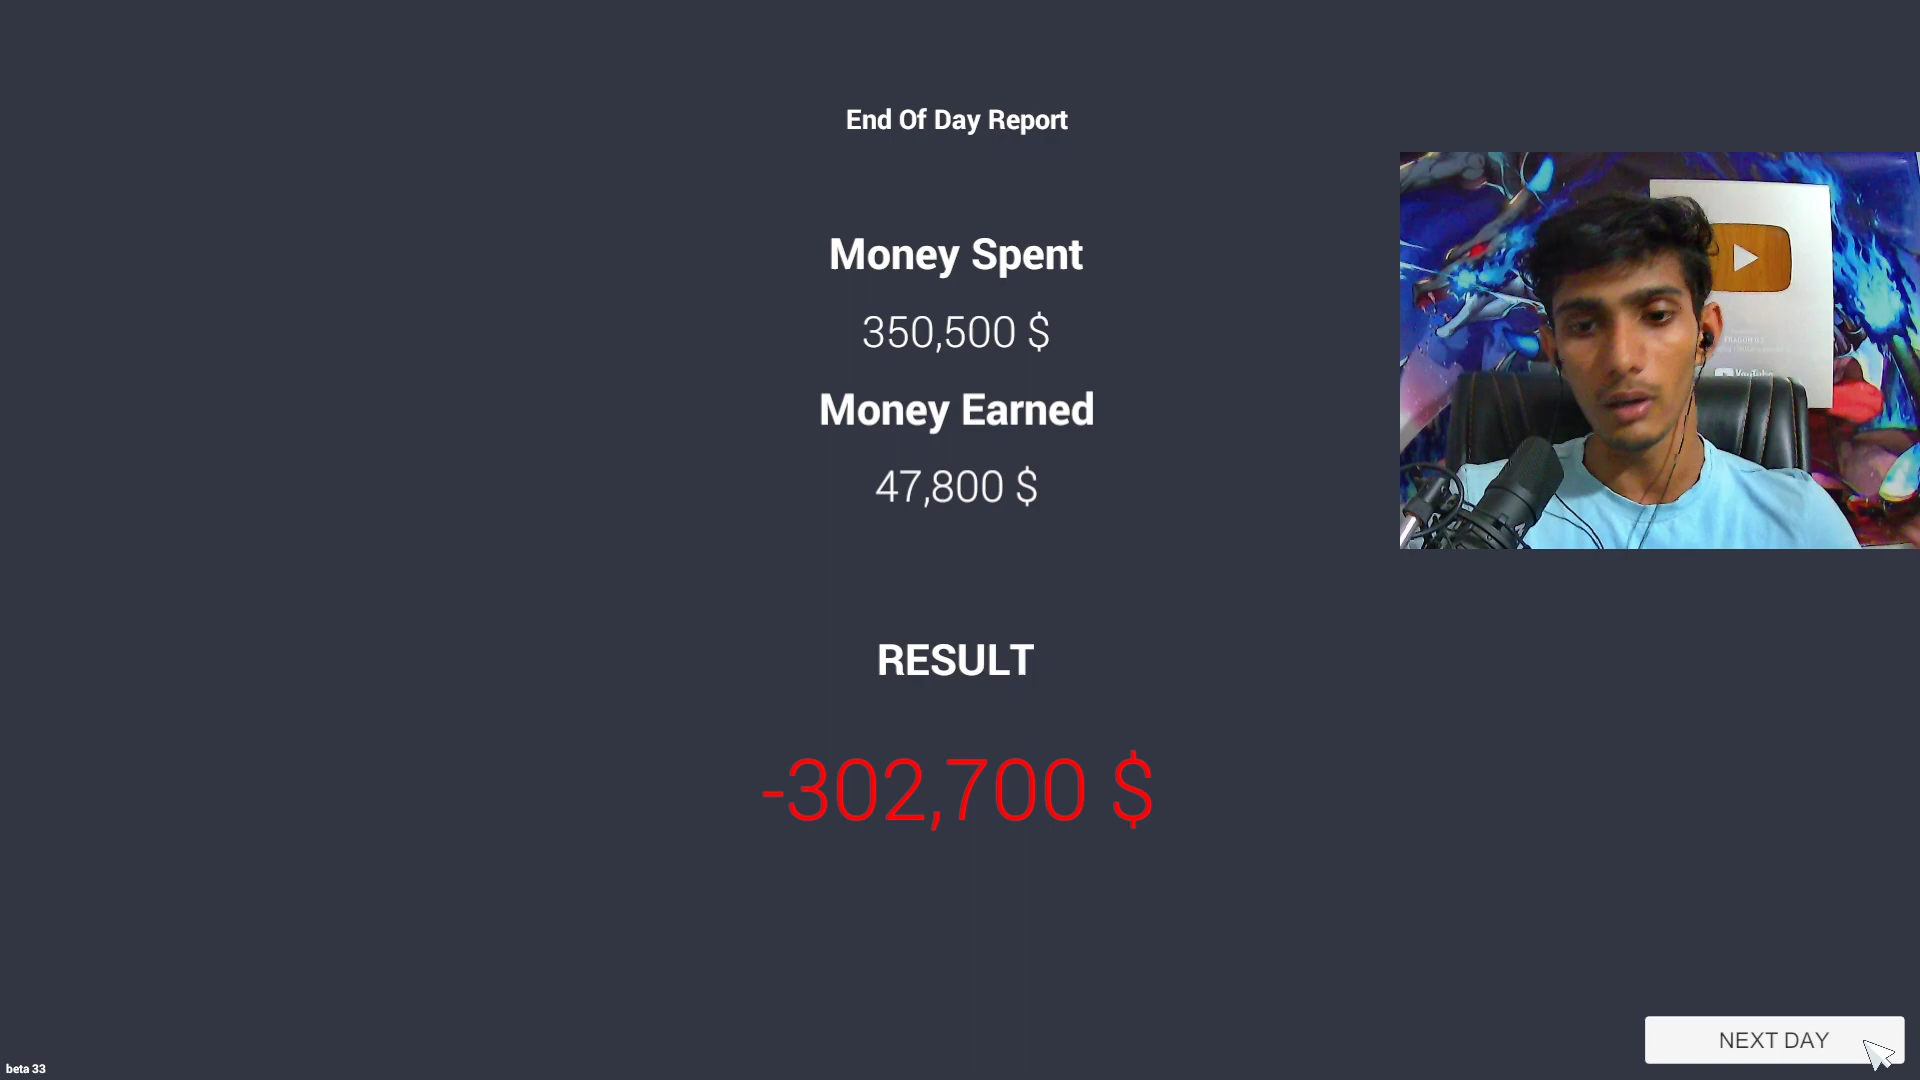 End Of Day Report
Money Spent
350,500 $
Money Earned
47,800 $
RESULT
-302,700 $
NEXT DAY
beta 33